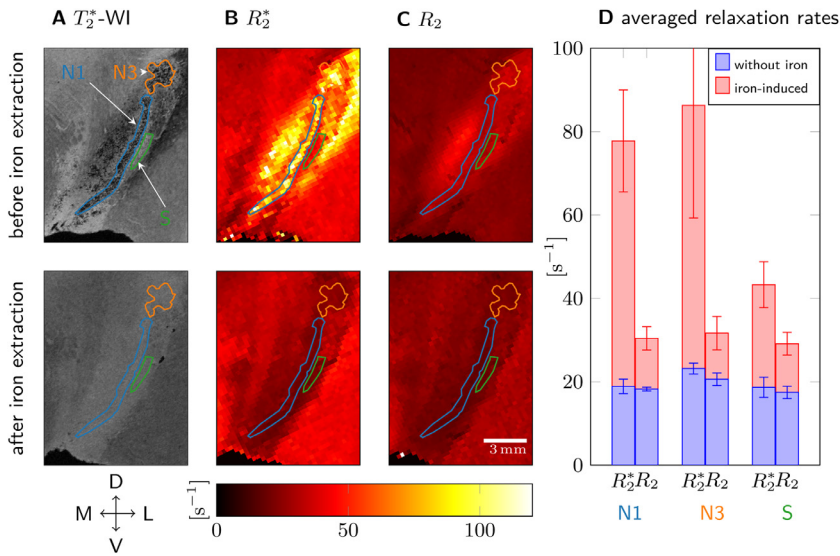 A T₂*-WI
B R₂*
C R₂
D averaged relaxation rates
before iron extraction
N1
N3
S
after iron extraction
3 mm
D
M L
V
[s⁻¹]
0 50 100
[s⁻¹]
100
80
60
40
20
0
without iron
iron-induced
R₂* R₂ R₂* R₂ R₂* R₂
N1 N3 S